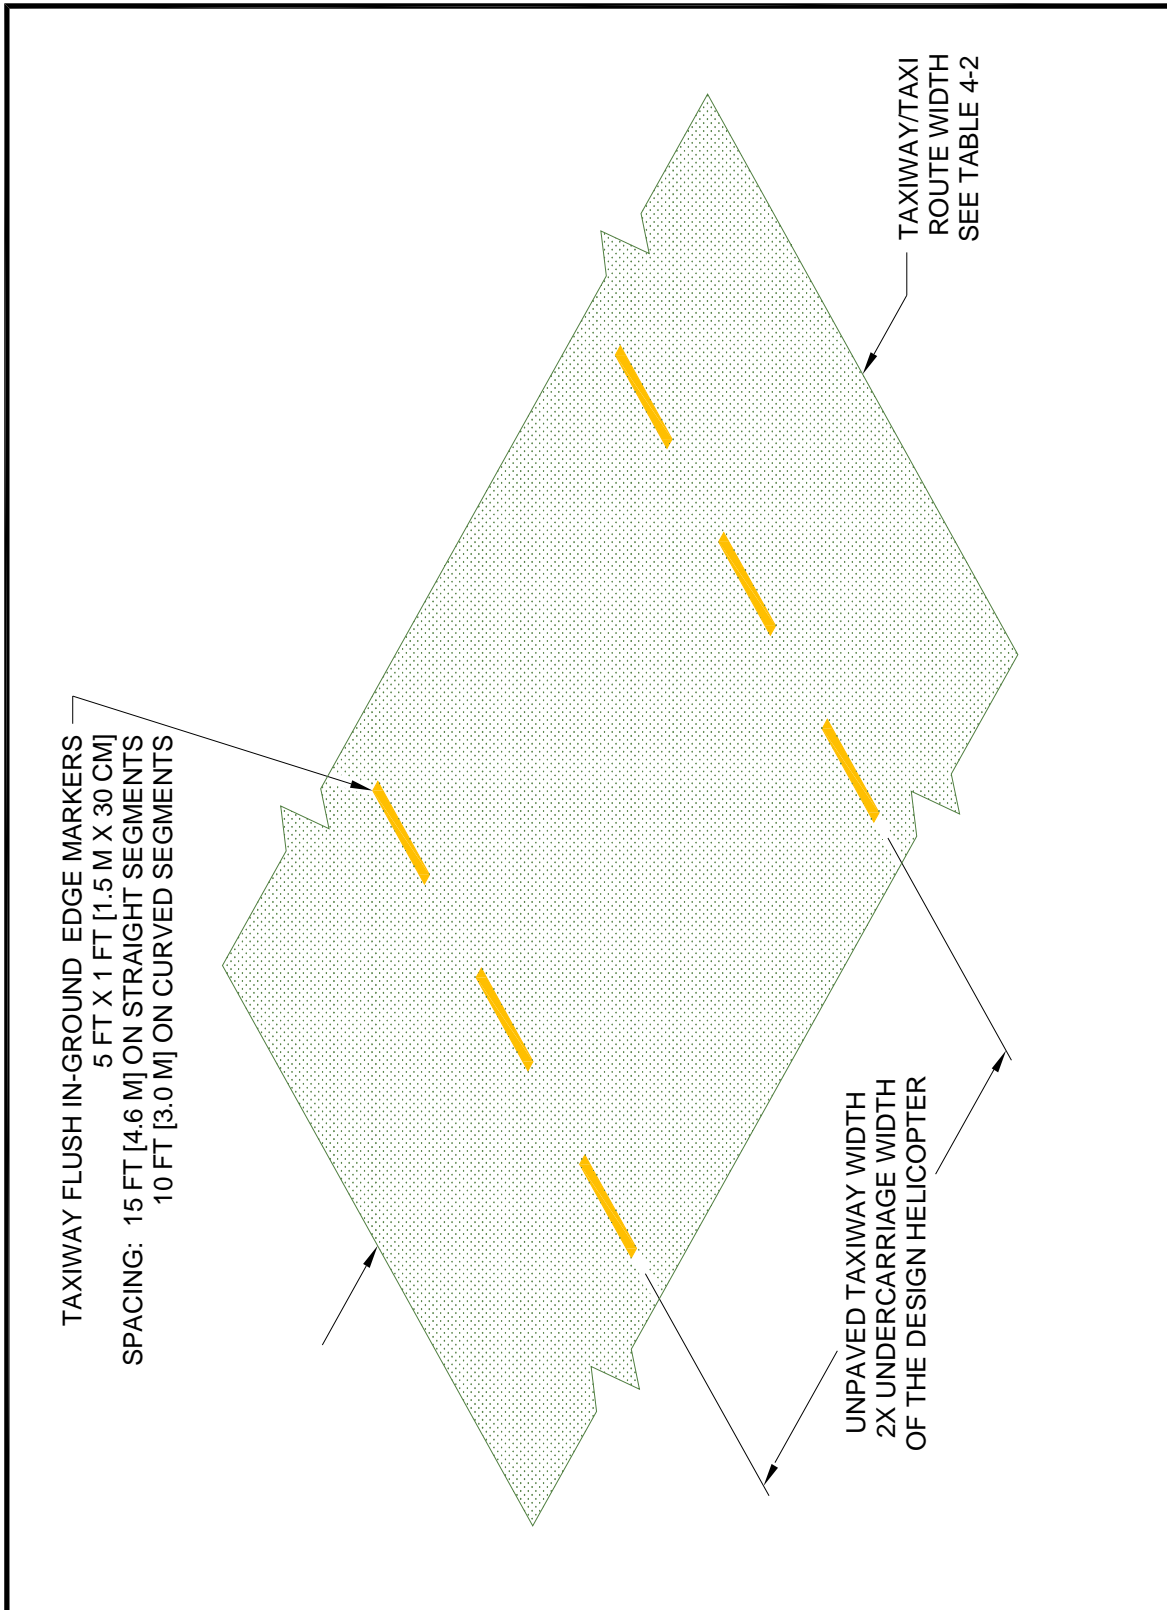 TAXIWAY FLUSH IN-GROUND EDGE MARKERS
5 FT X 1 FT [1.5 M X 30 CM]
SPACING: 15 FT [4.6 M] ON STRAIGHT SEGMENTS
10 FT [3.0 M] ON CURVED SEGMENTS
TAXIWAY/TAXI
ROUTE WIDTH
SEE TABLE 4-2
UNPAVED TAXIWAY WIDTH
2X UNDERCARRIAGE WIDTH
OF THE DESIGN HELICOPTER